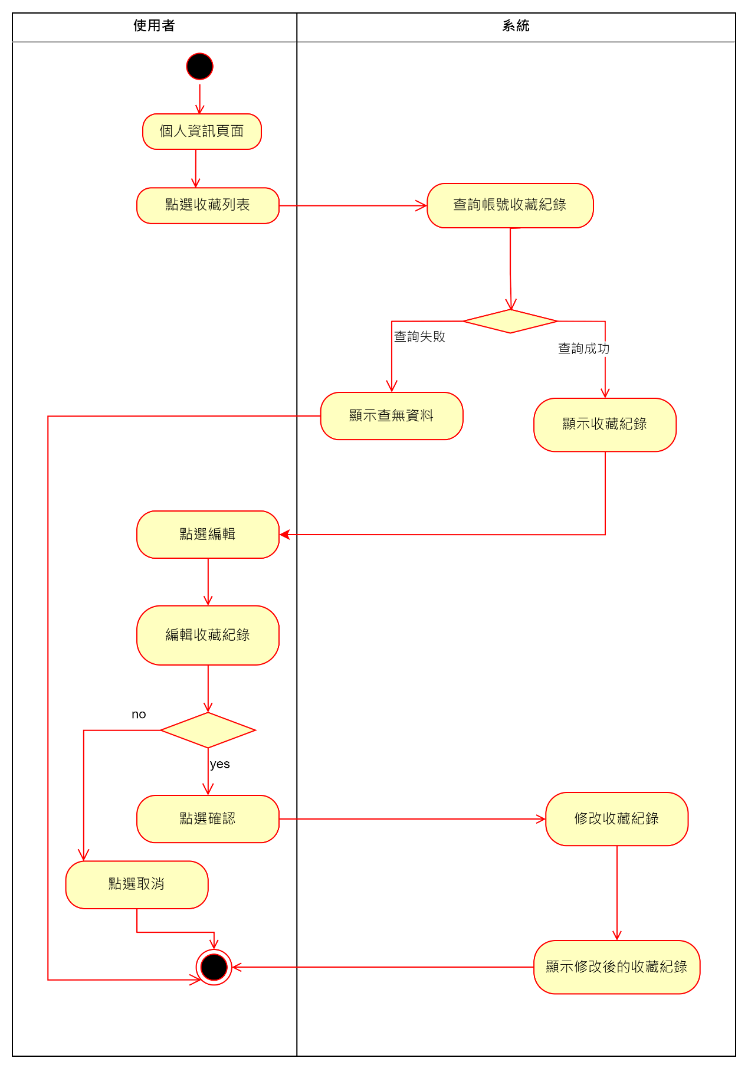 使用者
系統
個人資訊頁面
點選收藏列表
查詢帳號收藏紀錄
查詢失敗
查詢成功
顯示查無資料
顯示收藏紀錄
點選編輯
編輯收藏紀錄
no
yes
點選確認
修改收藏紀錄
點選取消
顯示修改後的收藏紀錄